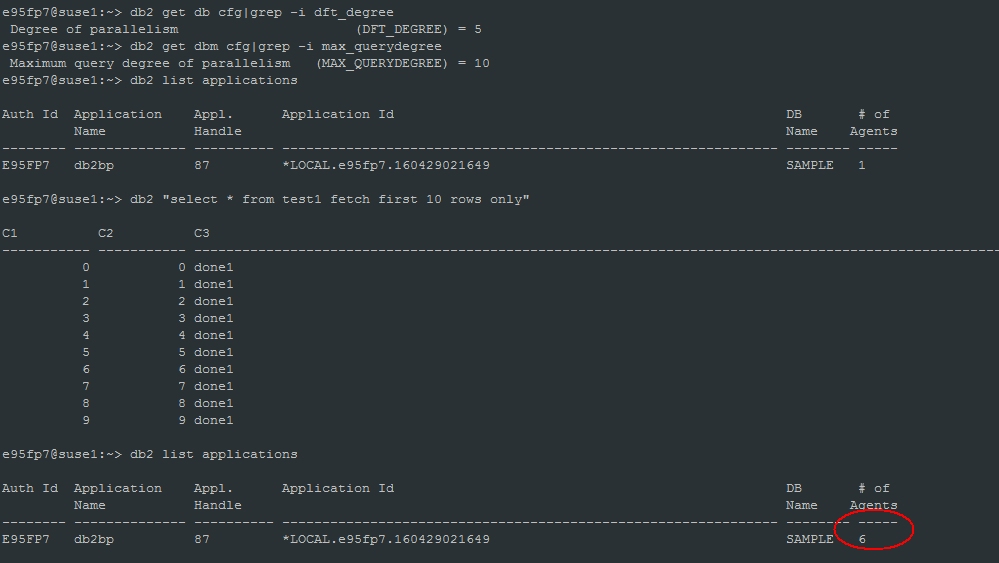 e95fp7@suse1:~> db2 get db cfg|grep -i dft_degree
 Degree of parallelism                      (DFT_DEGREE) = 5
e95fp7@suse1:~> db2 get dbm cfg|grep -i max_querydegree
 Maximum query degree of parallelism   (MAX_QUERYDEGREE) = 10
e95fp7@suse1:~> db2 list applications
Auth Id  Application    Appl.      Application Id                                                 DB       # of
         Name           Handle                                                                    Name    Agents
-------- -------------- ---------- -------------------------------------------------------------- -------- -----
E95FP7   db2bp          87         *LOCAL.e95fp7.160429021649                                     SAMPLE   1
e95fp7@suse1:~> db2 "select * from test1 fetch first 10 rows only"
C1          C2          C3
----------- ----------- ----------------------------------------------------------------------------------------------------
          0           0 done1
          1           1 done1
          2           2 done1
          3           3 done1
          4           4 done1
          5           5 done1
          6           6 done1
          7           7 done1
          8           8 done1
          9           9 done1
e95fp7@suse1:~> db2 list applications
Auth Id  Application    Appl.      Application Id                                                 DB       # of
         Name           Handle                                                                    Name    Agents
-------- -------------- ---------- -------------------------------------------------------------- -------- -----
E95FP7   db2bp          87         *LOCAL.e95fp7.160429021649                                     SAMPLE   6